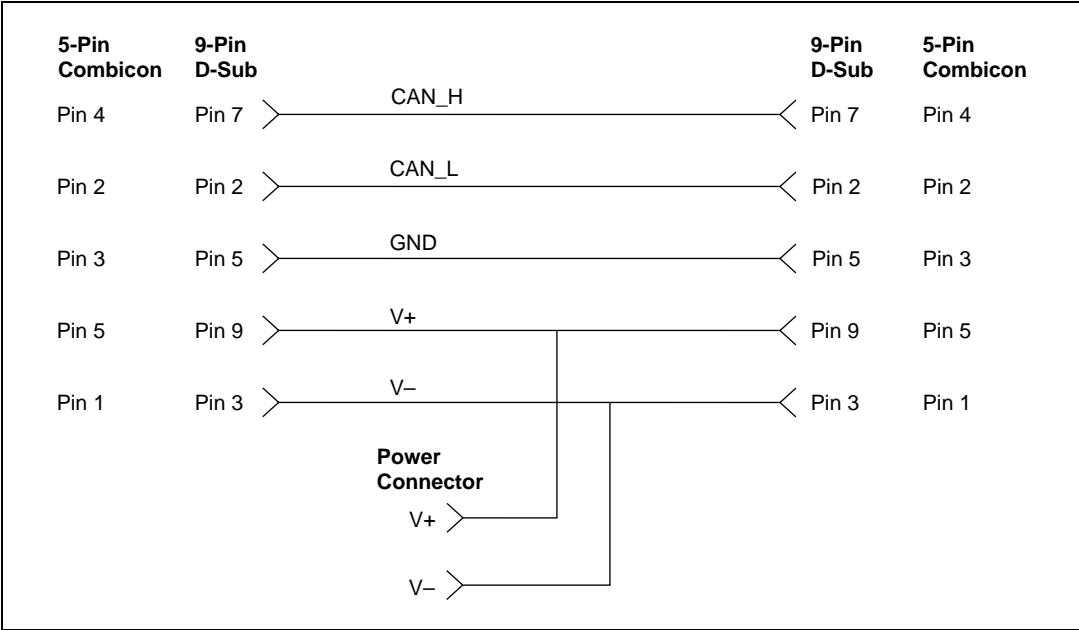 5-Pin Combicon 9-Pin D-Sub 9-Pin D-Sub 5-Pin Combicon
Pin 4 Pin 7 CAN_H Pin 7 Pin 4
Pin 2 Pin 2 CAN_L Pin 2 Pin 2
Pin 3 Pin 5 GND Pin 5 Pin 3
Pin 5 Pin 9 V+ Pin 9 Pin 5
Pin 1 Pin 3 V– Pin 3 Pin 1
Power
Connector
V+
V–